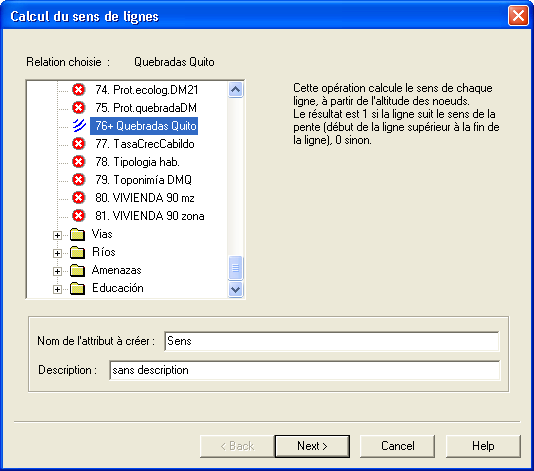 Calcul du sens de lignes
Relation choisie : Quebradas Quito
74. Prot.ecolog.DM21
75. Prot.quebradaDM
76+ Quebradas Quito
77. TasaCrecCabildo
78. Tipologia hab.
79. Toponimía DMQ
80. VIVIENDA 90 mz
81. VIVIENDA 90 zona
Vias
Ríos
Amenazas
Educación
Cette opération calcule le sens de chaque
ligne, à partir de l'altitude des noeuds.
Le résultat est 1 si la ligne suit le sens de la
pente (début de la ligne supérieur à la fin de
la ligne), 0 sinon.
Nom de l'attribut à créer : Sens
Description : sans description
< Back Next > Cancel Help